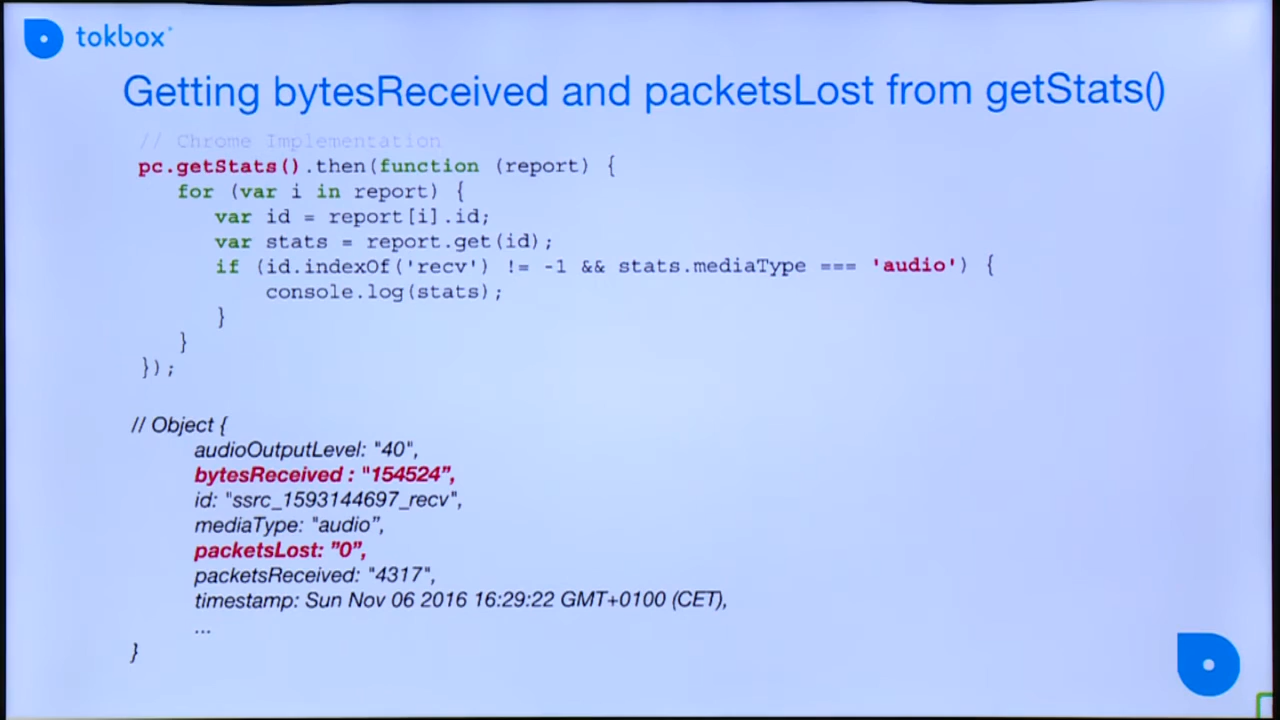 tokbox
Getting bytesReceived and packetsLost from getStats()
// Chrome Implementation
pc.getStats().then(function (report) {
for (var i in report) {
var id = report[i].id;
var stats = report.get(id);
if (id.indexOf('recv') != -1 && stats.mediaType === 'audio') {
console.log(stats);
}
}
});
// Object {
audioOutputLevel: "40",
bytesReceived : "154524",
id: "ssrc_1593144697_recv",
mediaType: "audio",
packetsLost: "0",
packetsReceived: "4317",
timestamp: Sun Nov 06 2016 16:29:22 GMT+0100 (CET),
...
}